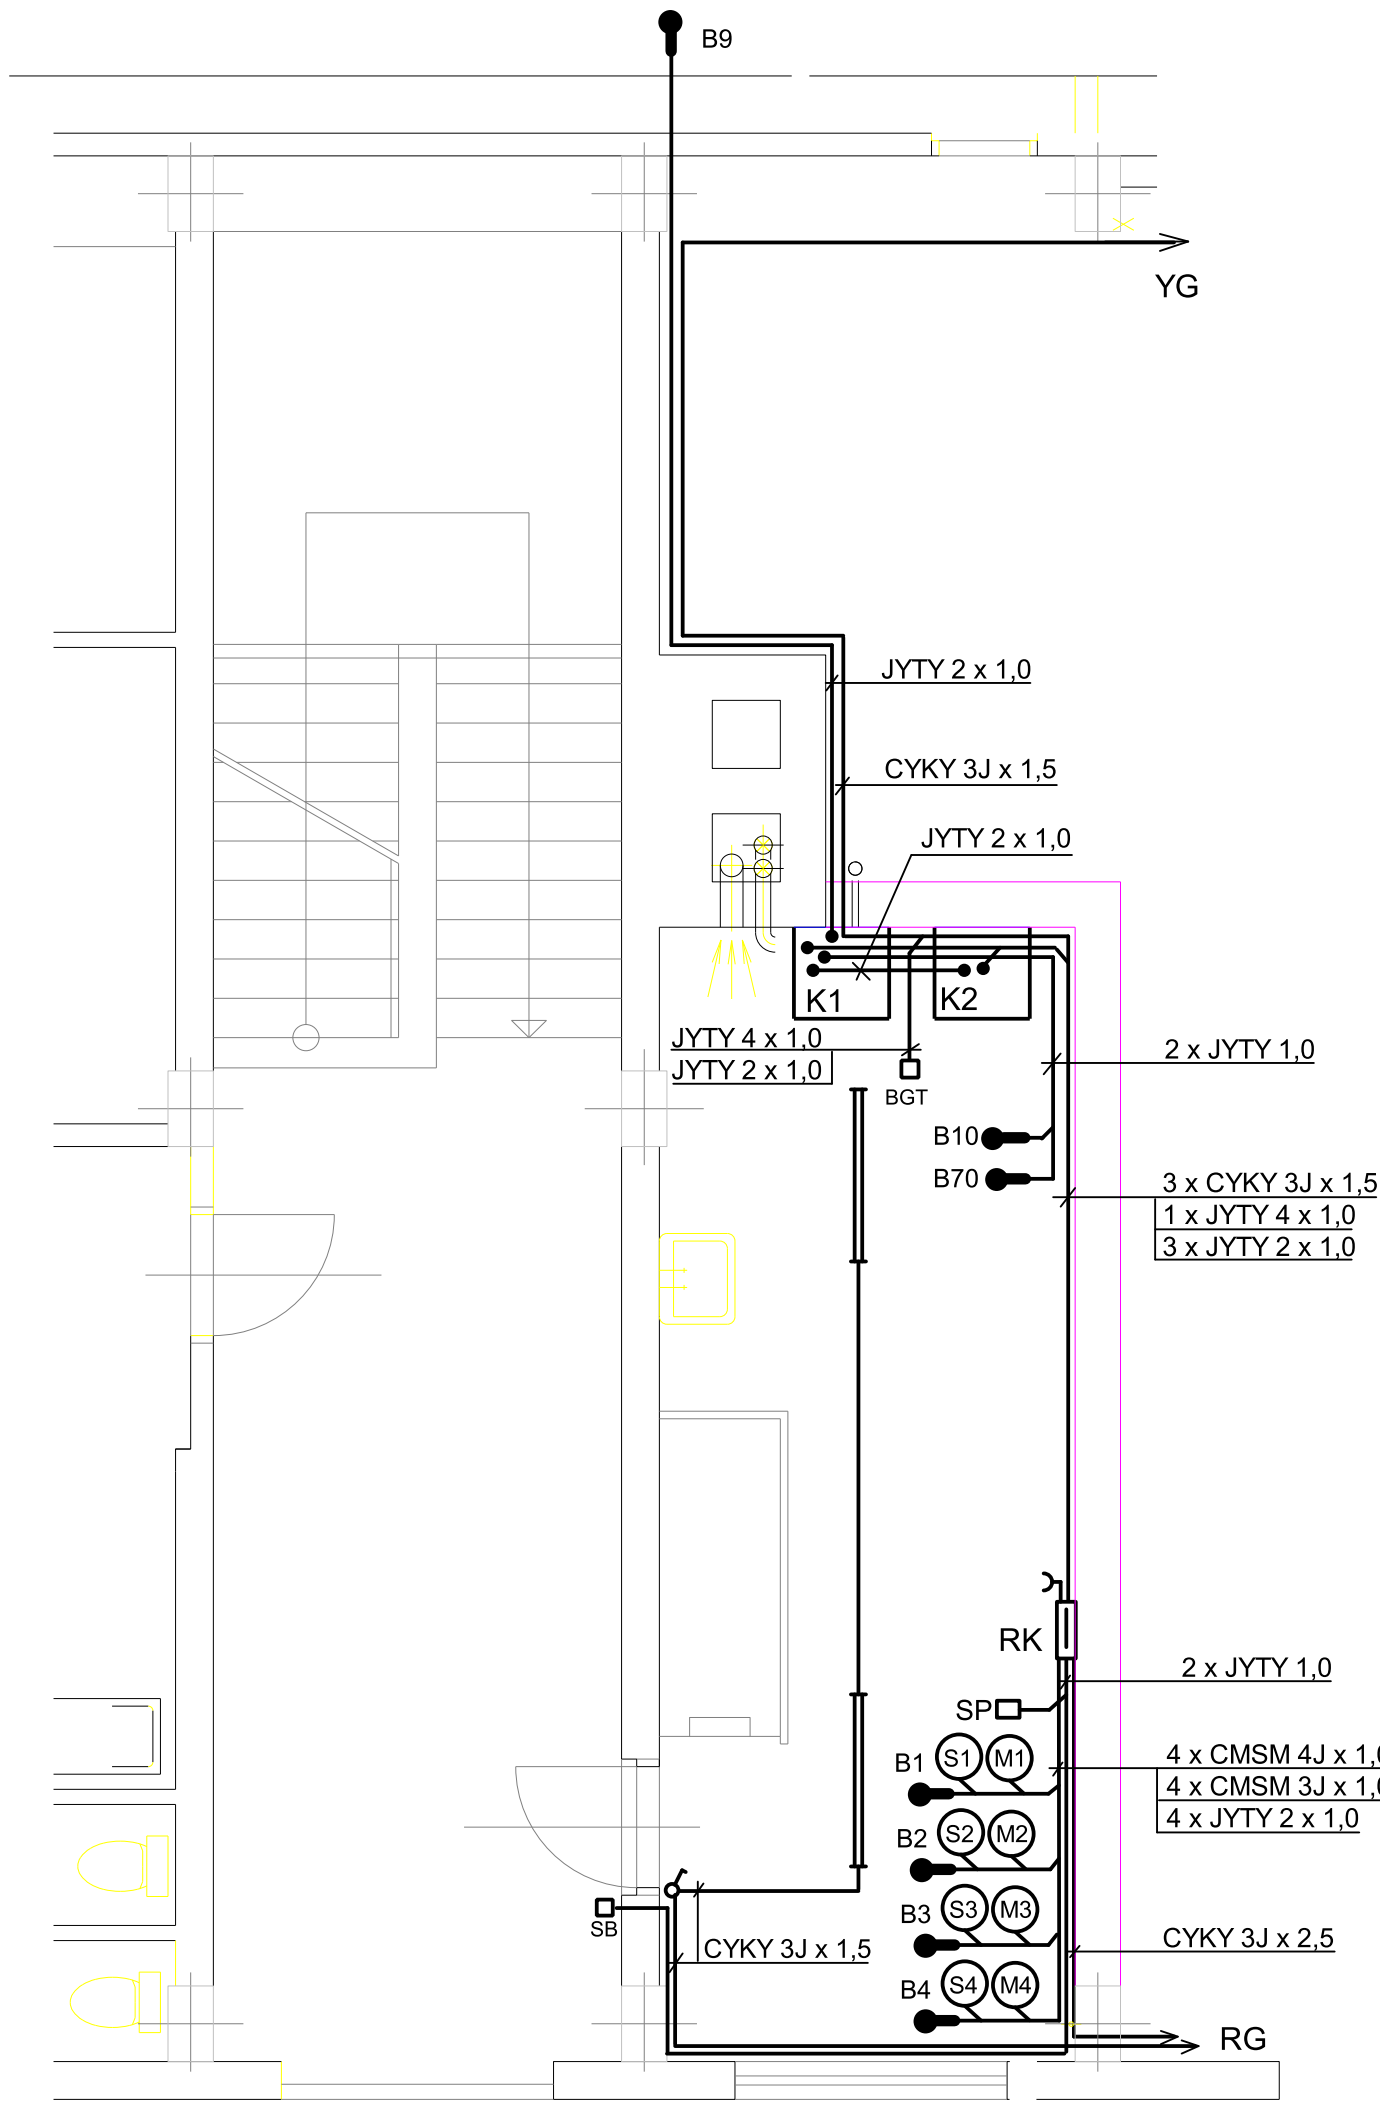 B9
YG
JYTY 2 x 1,0
CYKY 3J x 1,5
JYTY 2 x 1,0
K1
K2
JYTY 4 x 1,0
JYTY 2 x 1,0
BGT
2 x JYTY 1,0
B10
B70
3 x CYKY 3J x 1,5
1 x JYTY 4 x 1,0
3 x JYTY 2 x 1,0
RK
2 x JYTY 1,0
SP
B1
S1
M1
4 x CMSM 4J x 1,0
4 x CMSM 3J x 1,0
4 x JYTY 2 x 1,0
B2
S2
M2
B3
S3
M3
SB
CYKY 3J x 1,5
CYKY 3J x 2,5
B4
S4
M4
RG